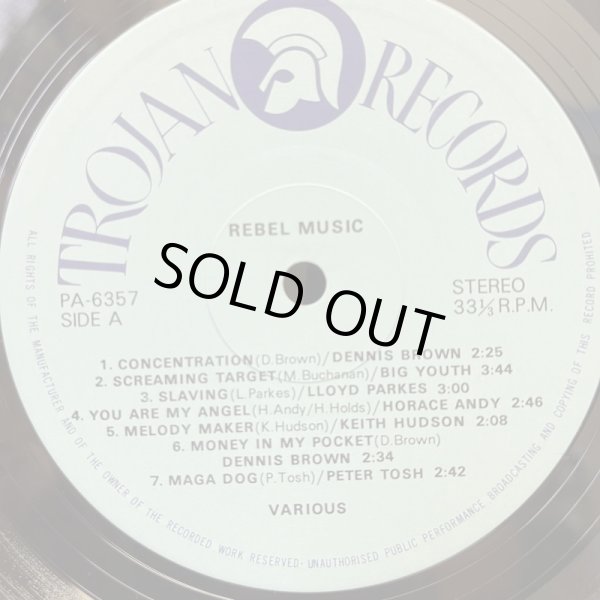 TROJAN RECORDS
REBEL MUSIC
PA-6357
SIDE A
STEREO
33⅓ R.P.M.
SOLD OUT
1. CONCENTRATION (D. Brown) / DENNIS BROWN 2:25
2. SCREAMING TARGET (M. Buchanan) / BIG YOUTH 3:44
3. SLAVING (L. Parkes) / LLOYD PARKES 3:00
4. YOU ARE MY ANGEL (H. Andy / H. Holds) / HORACE ANDY 2:46
5. MELODY MAKER (K. Hudson) / KEITH HUDSON 2:08
6. MONEY IN MY POCKET (D. Brown)
DENNIS BROWN 2:34
7. MAGA DOG (P. Tosh) / PETER TOSH 2:42
VARIOUS
ALL RIGHTS OF THE MANUFACTURER AND OF THE OWNER OF THE RECORDED WORK RESERVED · UNAUTHORISED PUBLIC PERFORMANCE BROADCASTING AND COPYING OF THIS RECORD PROHIBITED